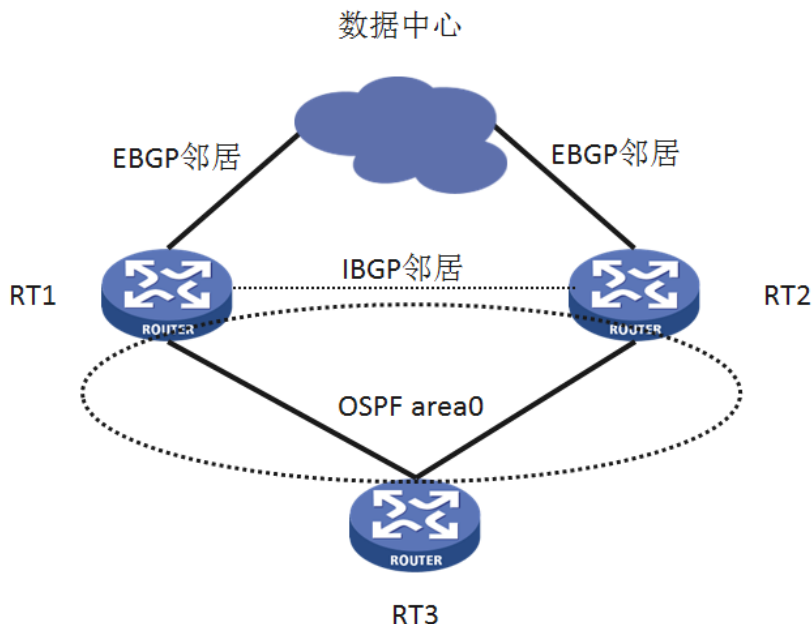 数据中心
EBGP邻居
EBGP邻居
IBGP邻居
RT1
RT2
ROUTER
ROUTER
OSPF area0
ROUTER
RT3